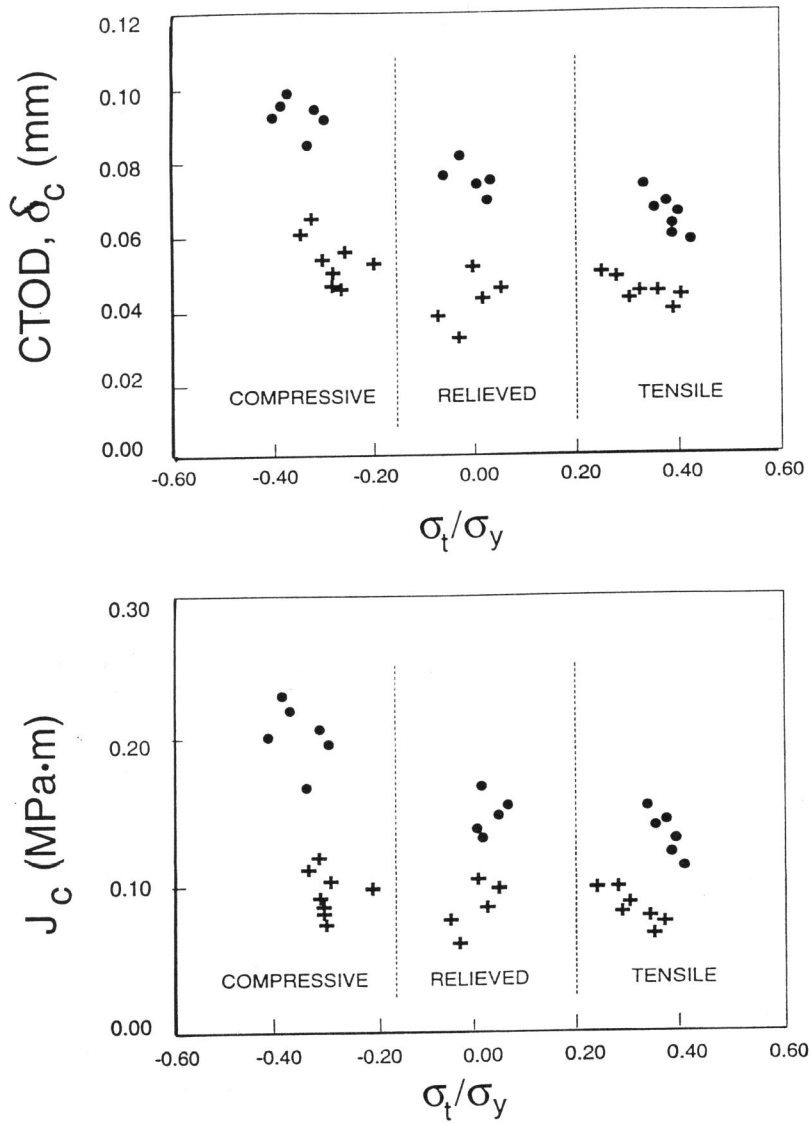 0.12
0.10
0.08
0.06
0.04
0.02
0.00
CTOD, δc (mm)
COMPRESSIVE RELIEVED TENSILE
-0.60 -0.40 -0.20 0.00 0.20 0.40 0.60
σt/σy
0.30
0.20
0.10
0.00
Jc (MPa·m)
COMPRESSIVE RELIEVED TENSILE
-0.60 -0.40 -0.20 0.00 0.20 0.40 0.60
σt/σy